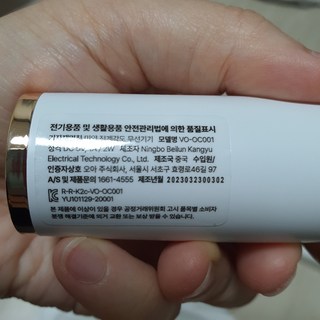 전기용품 및 생활용품 안전관리법에 의한 품질표시
무선기기 모델명 VO-OC001
정격 DC 5V, 1A / 2W 제조자 Ningbo Beilun Kangyu
Electrical Technology Co., Ltd. 제조국 중국 수입원/
인증자상호 오아 주식회사, 서울시 서초구 효령로46길 97
A/S 및 제품문의 1661-4555 제조년월 2023032300302
R-R-K2c-VO-OC001
YU101129-20001
본 제품에 이상이 있을 경우 공정거래위원회 고시 품목별 소비자
분쟁 해결기준에 의거 교환 또는 보상 받을 수 있습니다.